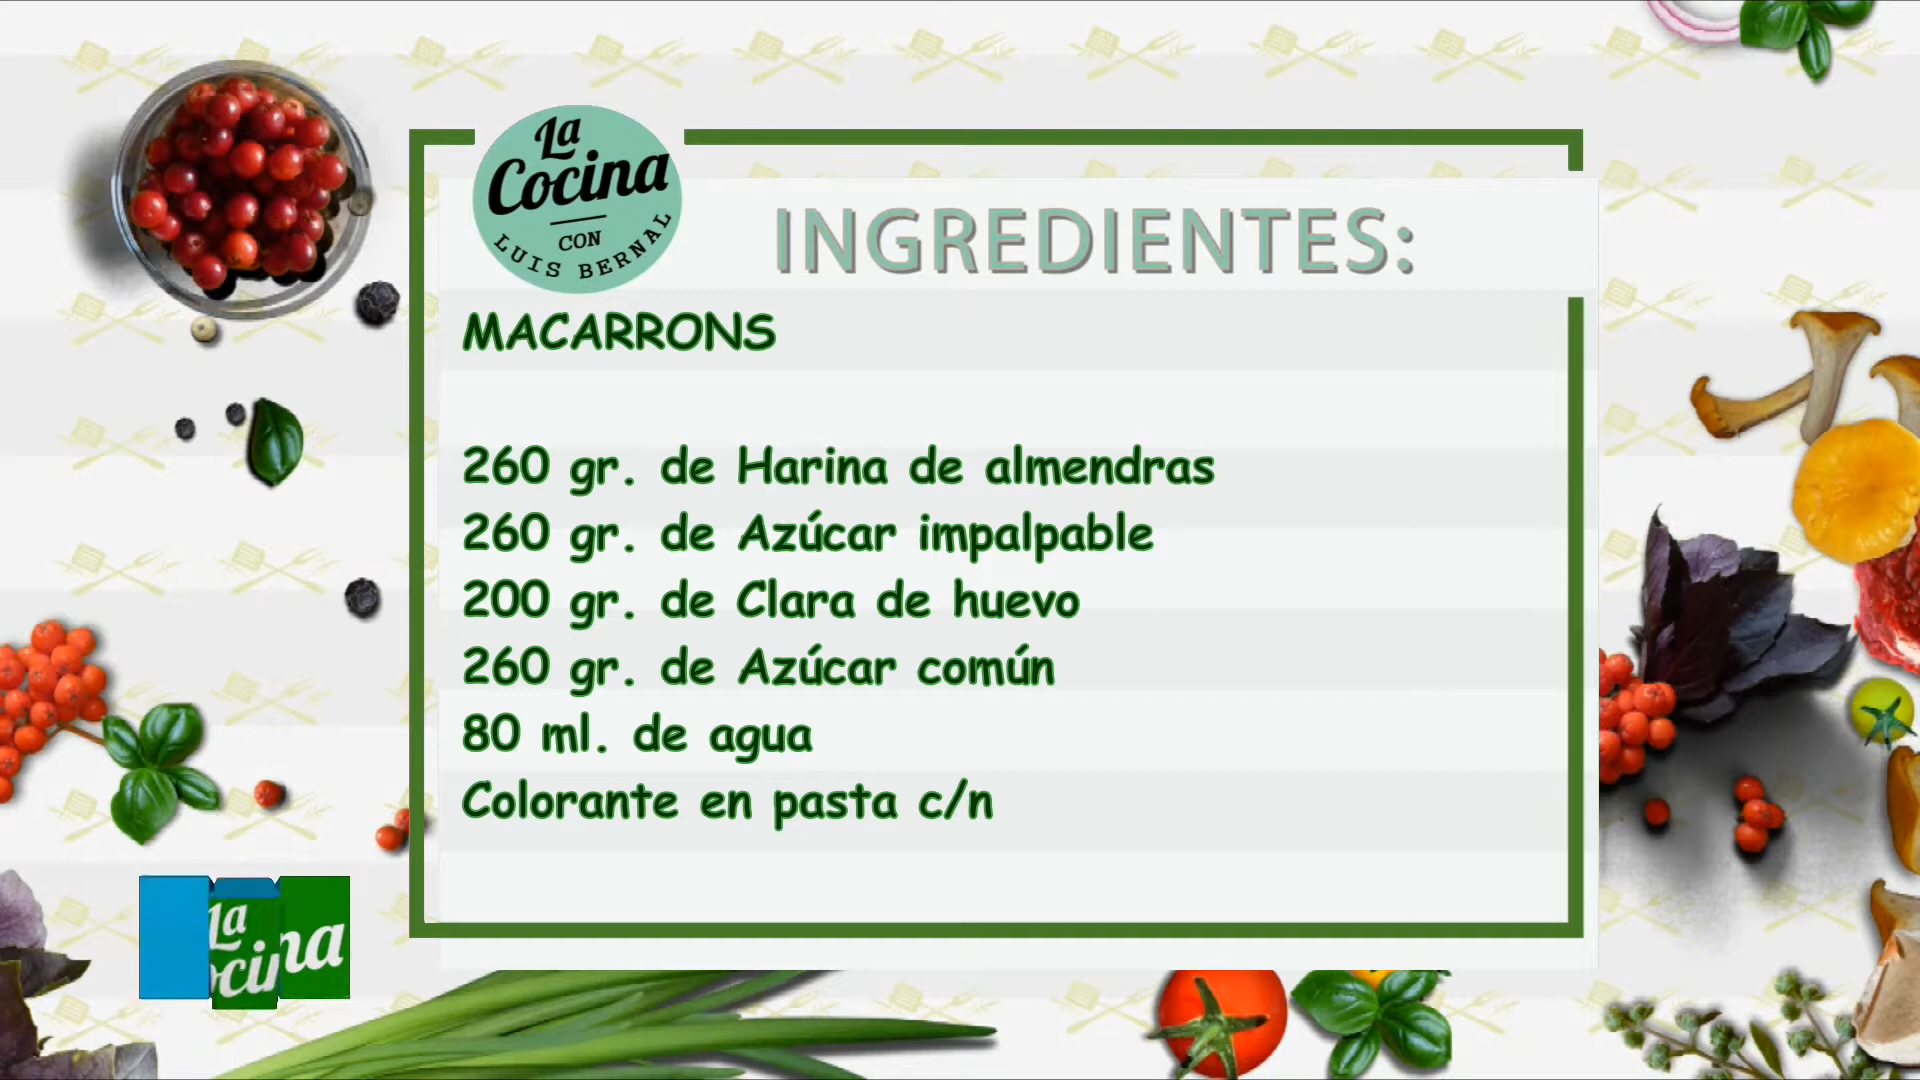 La
Cocina
CON
LUIS BERNAL
INGREDIENTES:
MACARRONS
260 gr. de Harina de almendras
260 gr. de Azúcar impalpable
200 gr. de Clara de huevo
260 gr. de Azúcar común
80 ml. de agua
Colorante en pasta c/n
La
ocina